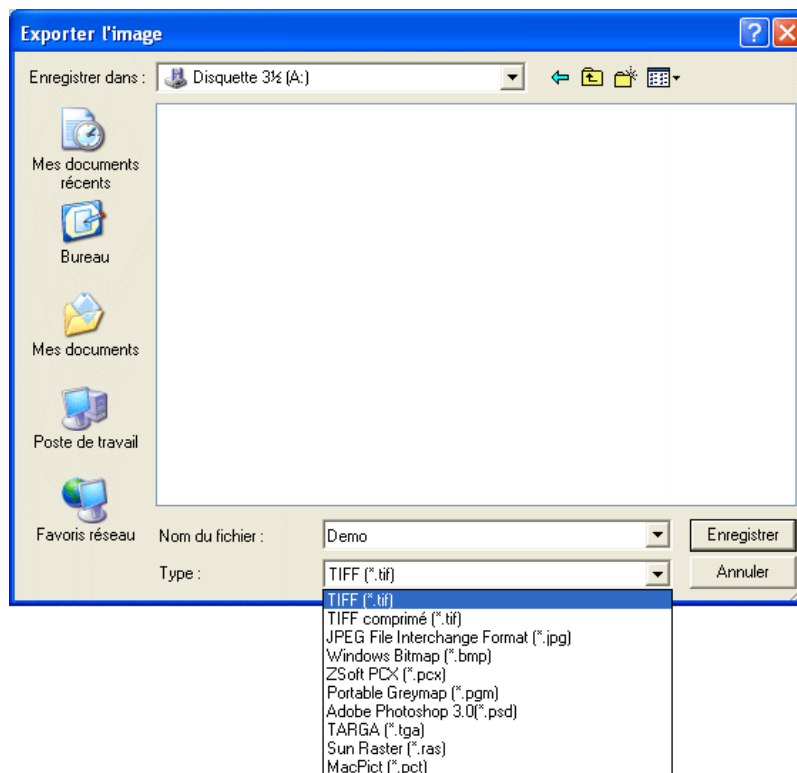 Exporter l'image
Enregistrer dans :
Disquette 3½ (A:)
Mes documents
récents
Bureau
Mes documents
Poste de travail
Favoris réseau
Nom du fichier :
Demo
Enregistrer
Type :
TIFF (*.tif)
Annuler
TIFF (*.tif)
TIFF comprimé (*.tif)
JPEG File Interchange Format (*.jpg)
Windows Bitmap (*.bmp)
ZSoft PCX (*.pcx)
Portable Greymap (*.pgm)
Adobe Photoshop 3.0(*.psd)
TARGA (*.tga)
Sun Raster (*.ras)
MacPict (*.pct)